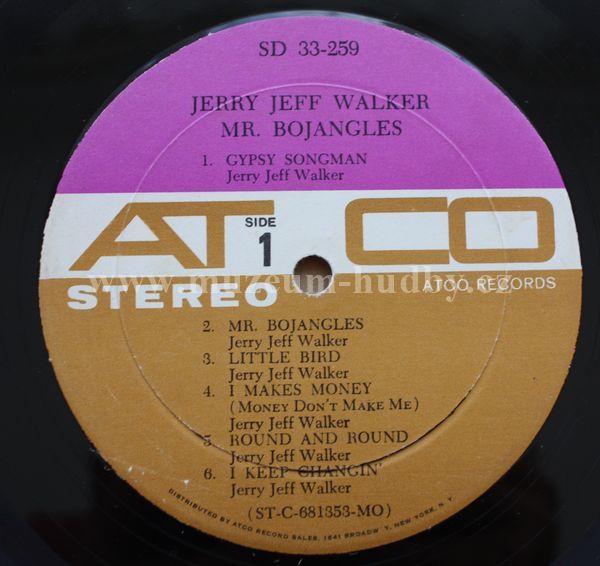 SD 33-259
JERRY JEFF WALKER
MR. BOJANGLES
1. GYPSY SONGMAN
Jerry Jeff Walker
ATCO
SIDE
1
www.muzeum-hudby.cz
STEREO
ATCO RECORDS
2. MR. BOJANGLES
Jerry Jeff Walker
3. LITTLE BIRD
Jerry Jeff Walker
4. I MAKES MONEY
(MONEY DON'T MAKE ME)
Jerry Jeff Walker
5. ROUND AND ROUND
Jerry Jeff Walker
6. I KEEP CHANGIN'
Jerry Jeff Walker
(ST-C-681353-MO)
DISTRIBUTED BY ATCO RECORD SALES, 1841 BROADW Y, NEW YORK, N. Y.